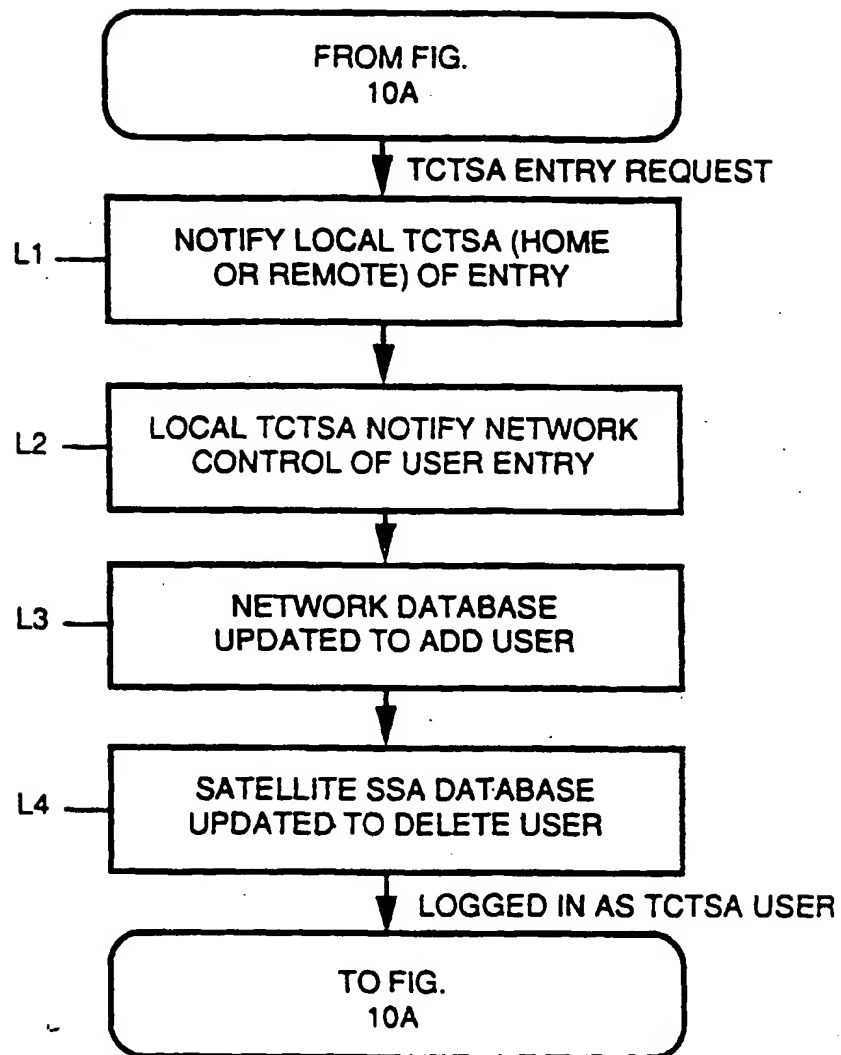 FROM FIG.
10A
TCTSA ENTRY REQUEST
L1
NOTIFY LOCAL TCTSA (HOME
OR REMOTE) OF ENTRY
L2
LOCAL TCTSA NOTIFY NETWORK
CONTROL OF USER ENTRY
L3
NETWORK DATABASE
UPDATED TO ADD USER
L4
SATELLITE SSA DATABASE
UPDATED TO DELETE USER
LOGGED IN AS TCTSA USER
TO FIG.
10A